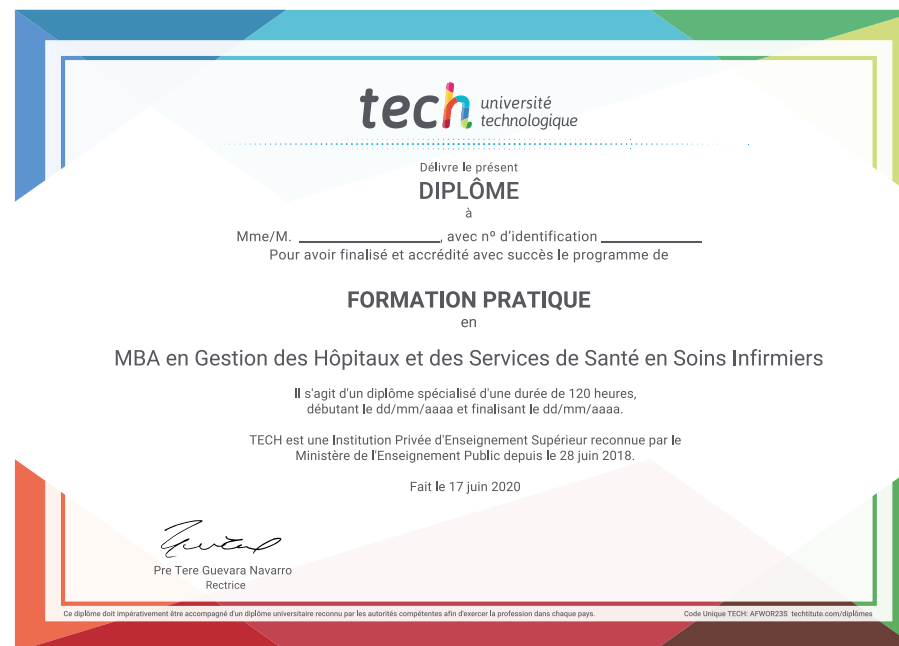 tech université
technologique
Délivre le présent
DIPLÔME
à
Mme/M. ____________________, avec nº d'identification ______________
Pour avoir finalisé et accrédité avec succès le programme de
FORMATION PRATIQUE
en
MBA en Gestion des Hôpitaux et des Services de Santé en Soins Infirmiers
Il s'agit d'un diplôme spécialisé d'une durée de 120 heures,
débutant le dd/mm/aaaa et finalisant le dd/mm/aaaa.
TECH est une Institution Privée d'Enseignement Supérieur reconnue par le
Ministère de l'Enseignement Public depuis le 28 juin 2018.
Fait le 17 juin 2020
Pre Tere Guevara Navarro
Rectrice
Ce diplôme doit impérativement être accompagné d'un diplôme universitaire reconnu par les autorités compétentes afin d'exercer la profession dans chaque pays.
Code Unique TECH: AFWOR23S techtitute.com/diplômes